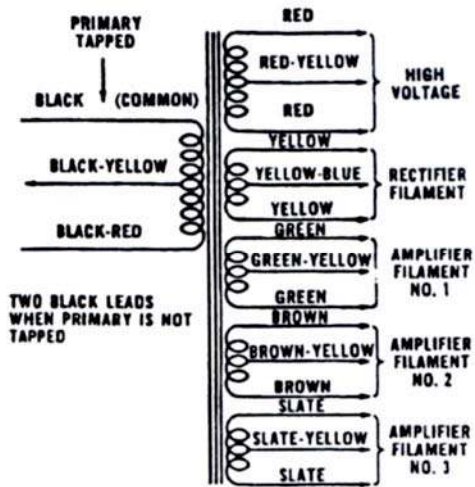 PRIMARY
TAPPED
BLACK (COMMON)
BLACK-YELLOW
BLACK-RED
TWO BLACK LEADS
WHEN PRIMARY IS NOT
TAPPED
RED
RED-YELLOW
RED
HIGH
VOLTAGE
YELLOW
YELLOW-BLUE
YELLOW
RECTIFIER
FILAMENT
GREEN
GREEN-YELLOW
GREEN
AMPLIFIER
FILAMENT
NO. 1
BROWN
BROWN-YELLOW
BROWN
AMPLIFIER
FILAMENT
NO. 2
SLATE
SLATE-YELLOW
SLATE
AMPLIFIER
FILAMENT
NO. 3